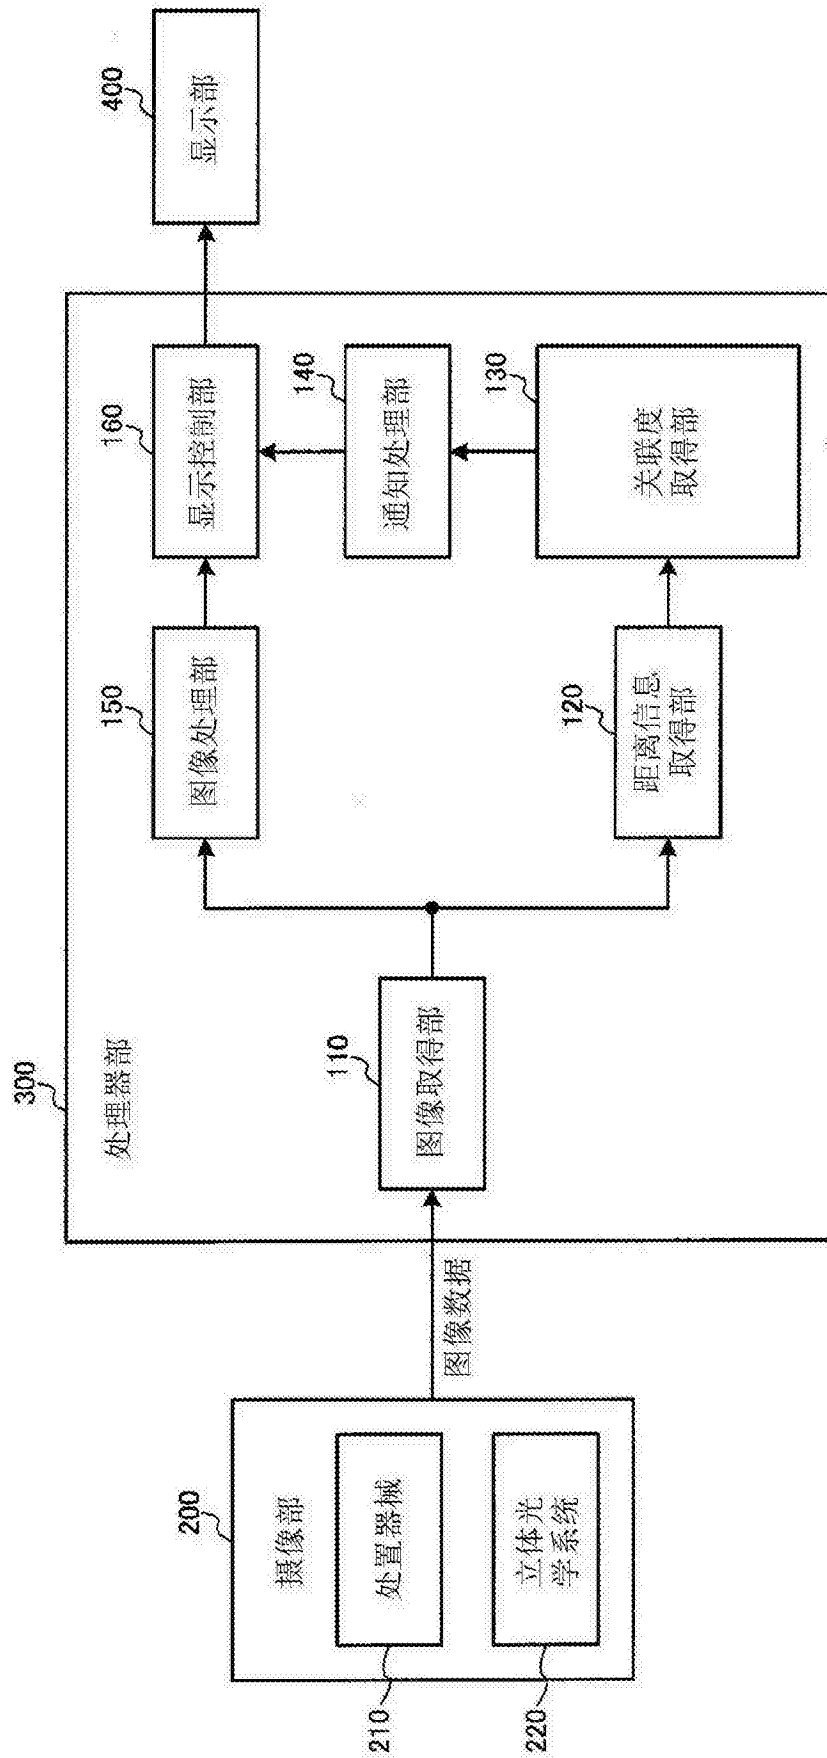 200
摄像部
210
处置器械
220
立体光
学系统
图像数据
300
处理器部
110
图像取得部
150
图像处理部
160
显示控制部
400
显示部
140
通知处理部
120
距离信息
取得部
130
关联度
取得部